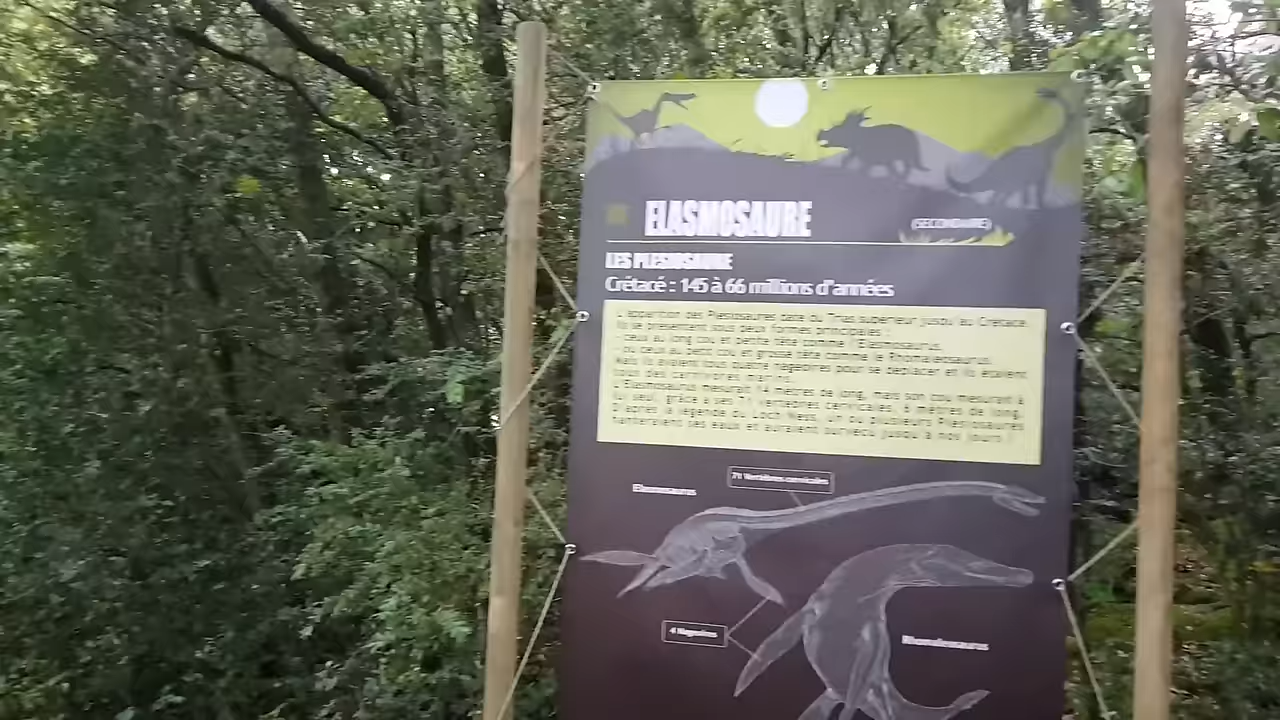 ELASMOSAURE
(SECONDAIRE)
LES PLESIOSAURE
Crétacé : 145 à 66 millions d'années
L'apparition des Plesiosaures date du Trias supérieur jusqu'au Crétacé.
Ils se présentent sous deux formes principales :
- ceux au long cou et petite tête comme l'Elasmosaurus.
- ou ceux au petit cou et grosse tête comme le Rhomaleosaurus.
Mais ils avaient tous quatre nageoires pour se déplacer et ils étaient
tous des carnivores marins.
L'Elasmosaurus mesurait 14 mètres de long, mais son cou mesurait à
lui seul, grâce à ses 71 vertèbres cervicales, 8 mètres de long.
D'après la légende du Loch Ness, un ou plusieurs Plesiosaures
hanteraient ses eaux et auraient survécu jusqu'à nos jours !
71 Vertèbres cervicales
4 Nageoires